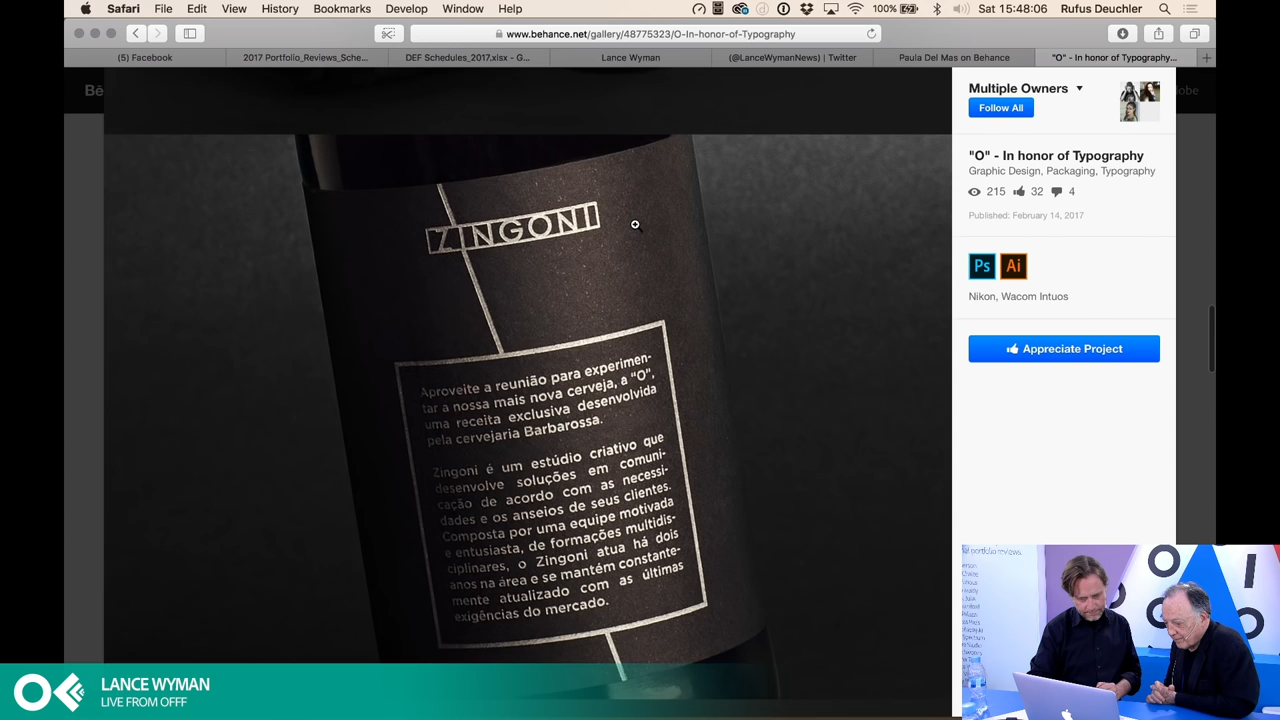 Safari File Edit View History Bookmarks Develop Window Help
100% Sat 15:48:06 Rufus Deuchler
www.behance.net/gallery/48775323/O-In-honor-of-Typography
(5) Facebook
2017 Portfolio_Reviews_Sche...
DEF Schedules_2017.xlsx - G...
Lance Wyman
(@LanceWymanNews) | Twitter
Paula Del Mas on Behance
"O" - In honor of Typography...
Bē
Multiple Owners
Follow All
"O" - In honor of Typography
Graphic Design, Packaging, Typography
215 32 4
Published: February 14, 2017
Ps Ai
Nikon, Wacom Intuos
Appreciate Project
ZINGONI
Aproveite a reunião para experimen-
tar a nossa mais nova cerveja, a "O",
uma receita exclusiva desenvolvida
pela cervejaria Barbarossa.
Zingoni é um estúdio criativo que
desenvolve soluções em comuni-
cação de acordo com as necessi-
dades e os anseios de seus clientes.
Composta por uma equipe motivada
e entusiasta, de formações multidis-
ciplinares, o Zingoni atua há dois
anos na área e se mantém constante-
mente atualizado com as últimas
exigências do mercado.
LANCE WYMAN
LIVE FROM OFFF